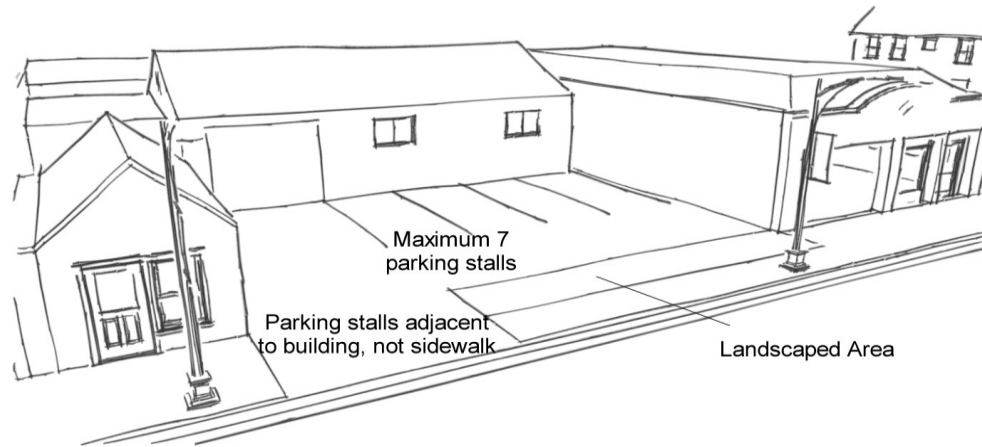 Maximum 7
parking stalls
Parking stalls adjacent
to building, not sidewalk
Landscaped Area